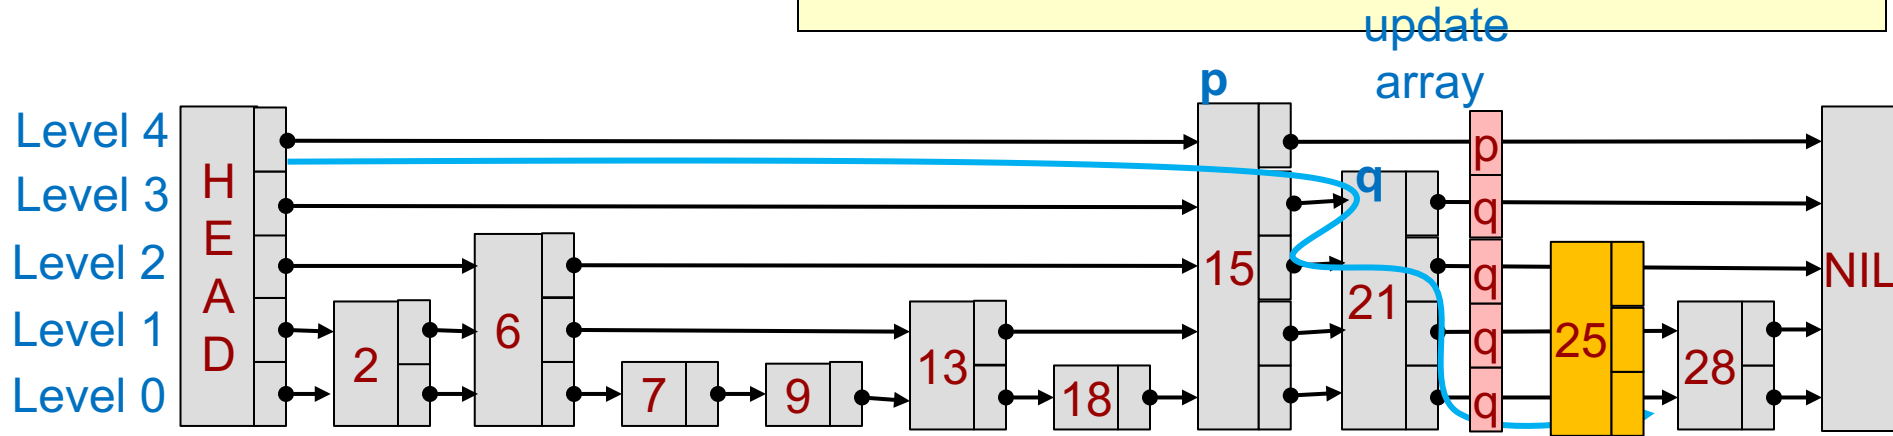 update
array
p
Level 4
Level 3
Level 2
Level 1
Level 0
HEAD
2
6
7
9
13
18
15
q
21
p
q
q
q
q
25
28
NIL